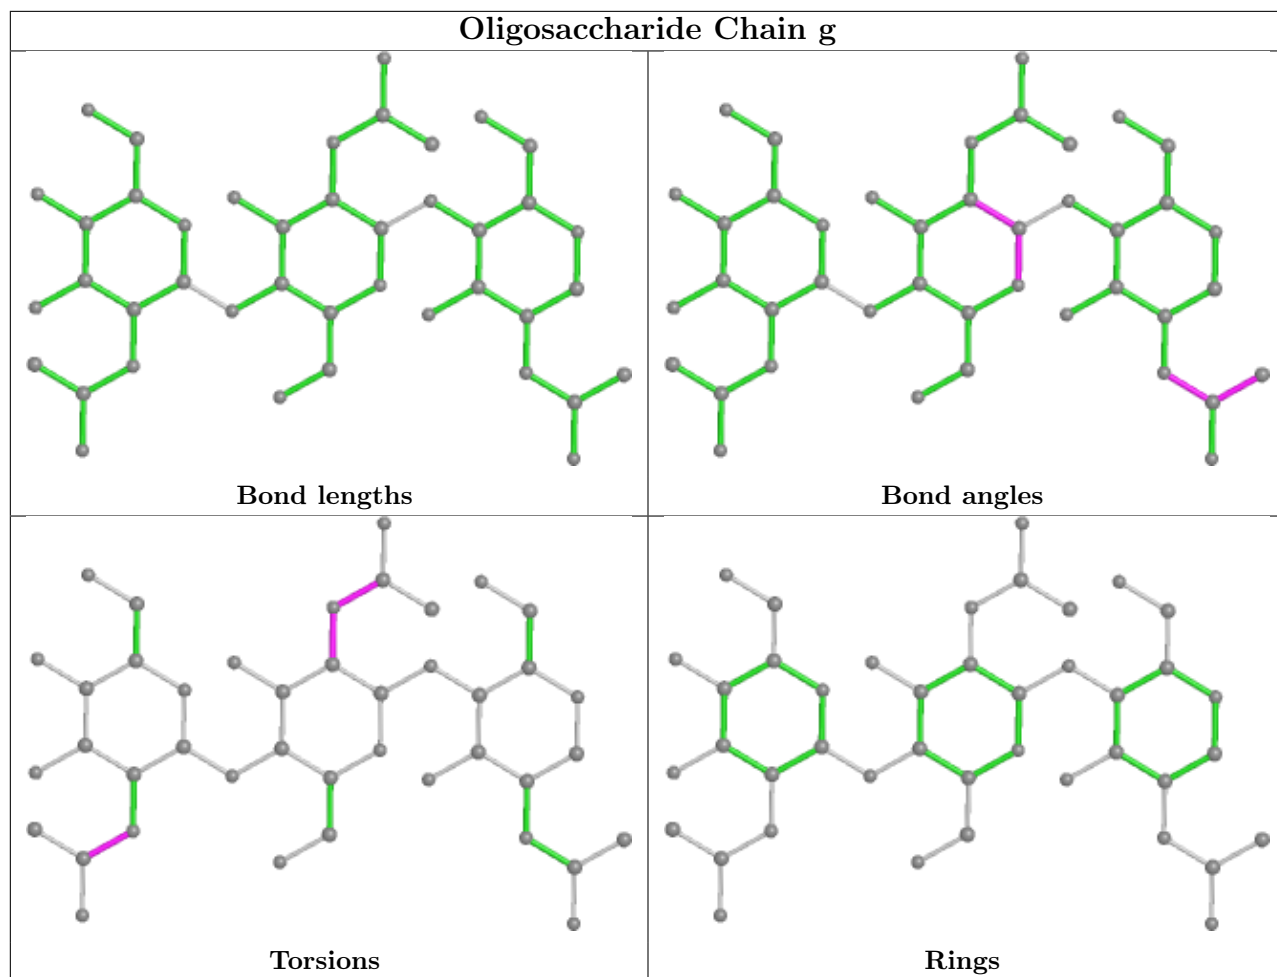 Oligosaccharide Chain g
Bond lengths
Bond angles
Torsions
Rings